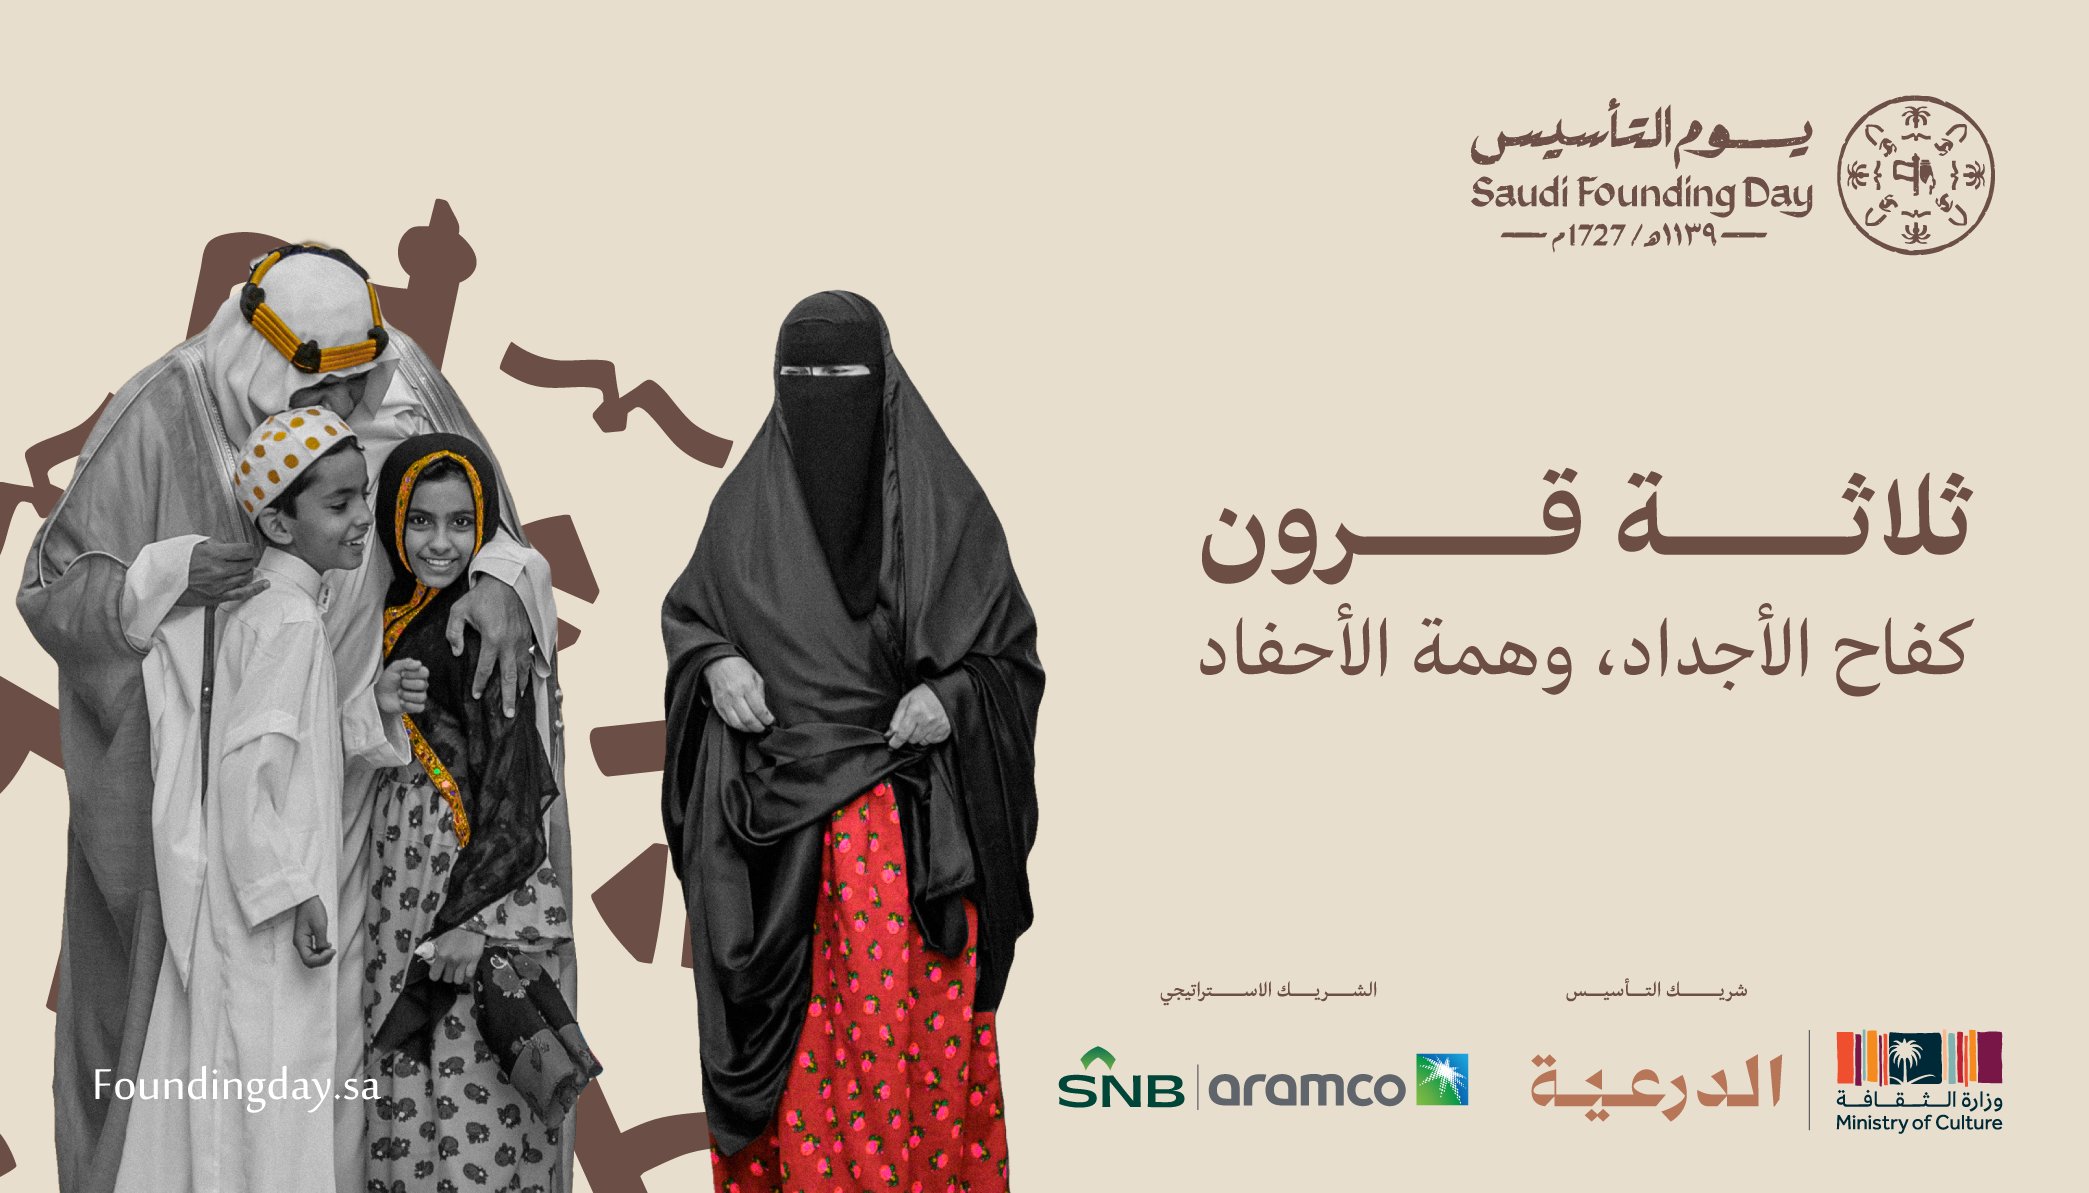 يوم التأسيس
Saudi Founding Day
١١٣٩هـ / 1727م
ثلاثة قرون
كفاح الأجداد، وهمة الأحفاد
شريك التأسيس
الشريك الاستراتيجي
وزارة الثقافة
Ministry of Culture
الدرعية
aramco
SNB
Foundingday.sa